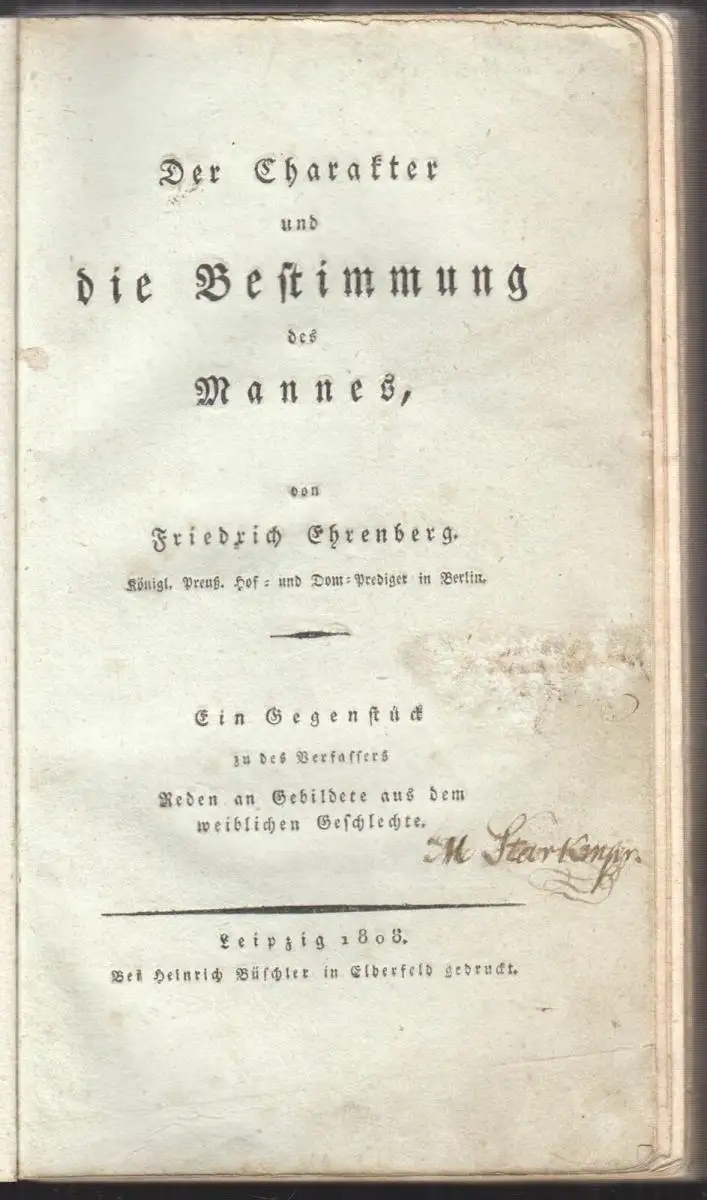 Der Charakter
und
die Beſtimmung
des
Mannes,
von
Friedrich Ehrenberg.
Königl. Preuß. Hof- und Dom-Prediger in Berlin.
Ein Gegenſtück
zu des Verfaſſers
Reden an Gebildete aus dem
weiblichen Geſchlechte.
M
Leipzig 1808.
Bei Heinrich Büſchler in Elberfeld gedruckt.